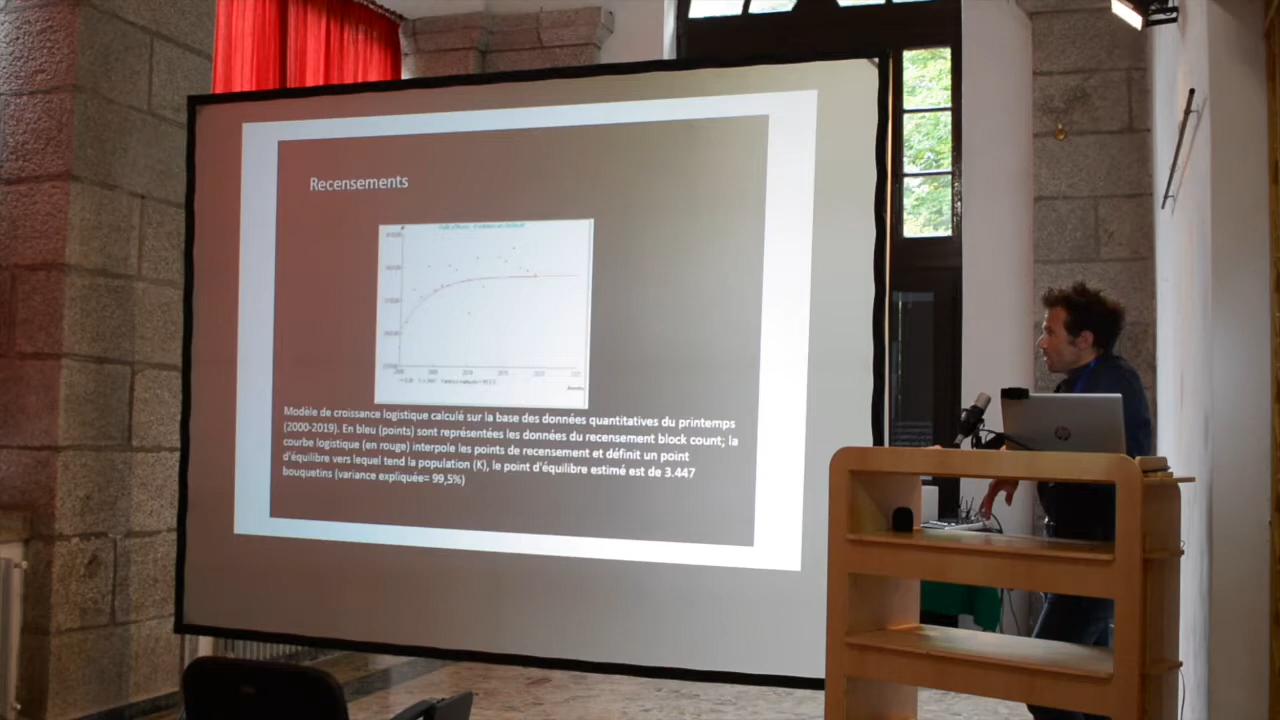 Recensements
Modèle de croissance logistique calculé sur la base des données quantitatives du printemps
(2000-2019). En bleu (points) sont représentées les données du recensement block count; la
courbe logistique (en rouge) interpole les points de recensement et définit un point
d'équilibre vers lequel tend la population (K), le point d'équilibre estimé est de 3.447
bouquetins (variance expliquée= 99,5%)
hp